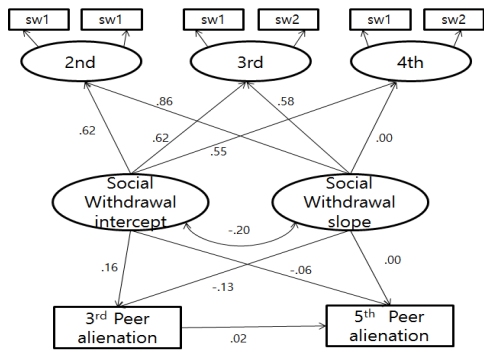 sw1 sw1 sw1 sw2 sw1 sw2
2nd 3rd 4th
.86 .58
.62 .62 .00
.55
Social
Withdrawal
intercept
Social
Withdrawal
slope
-.20
.16 -.06 .00
-.13
3rd Peer
alienation
5th Peer
alienation
.02